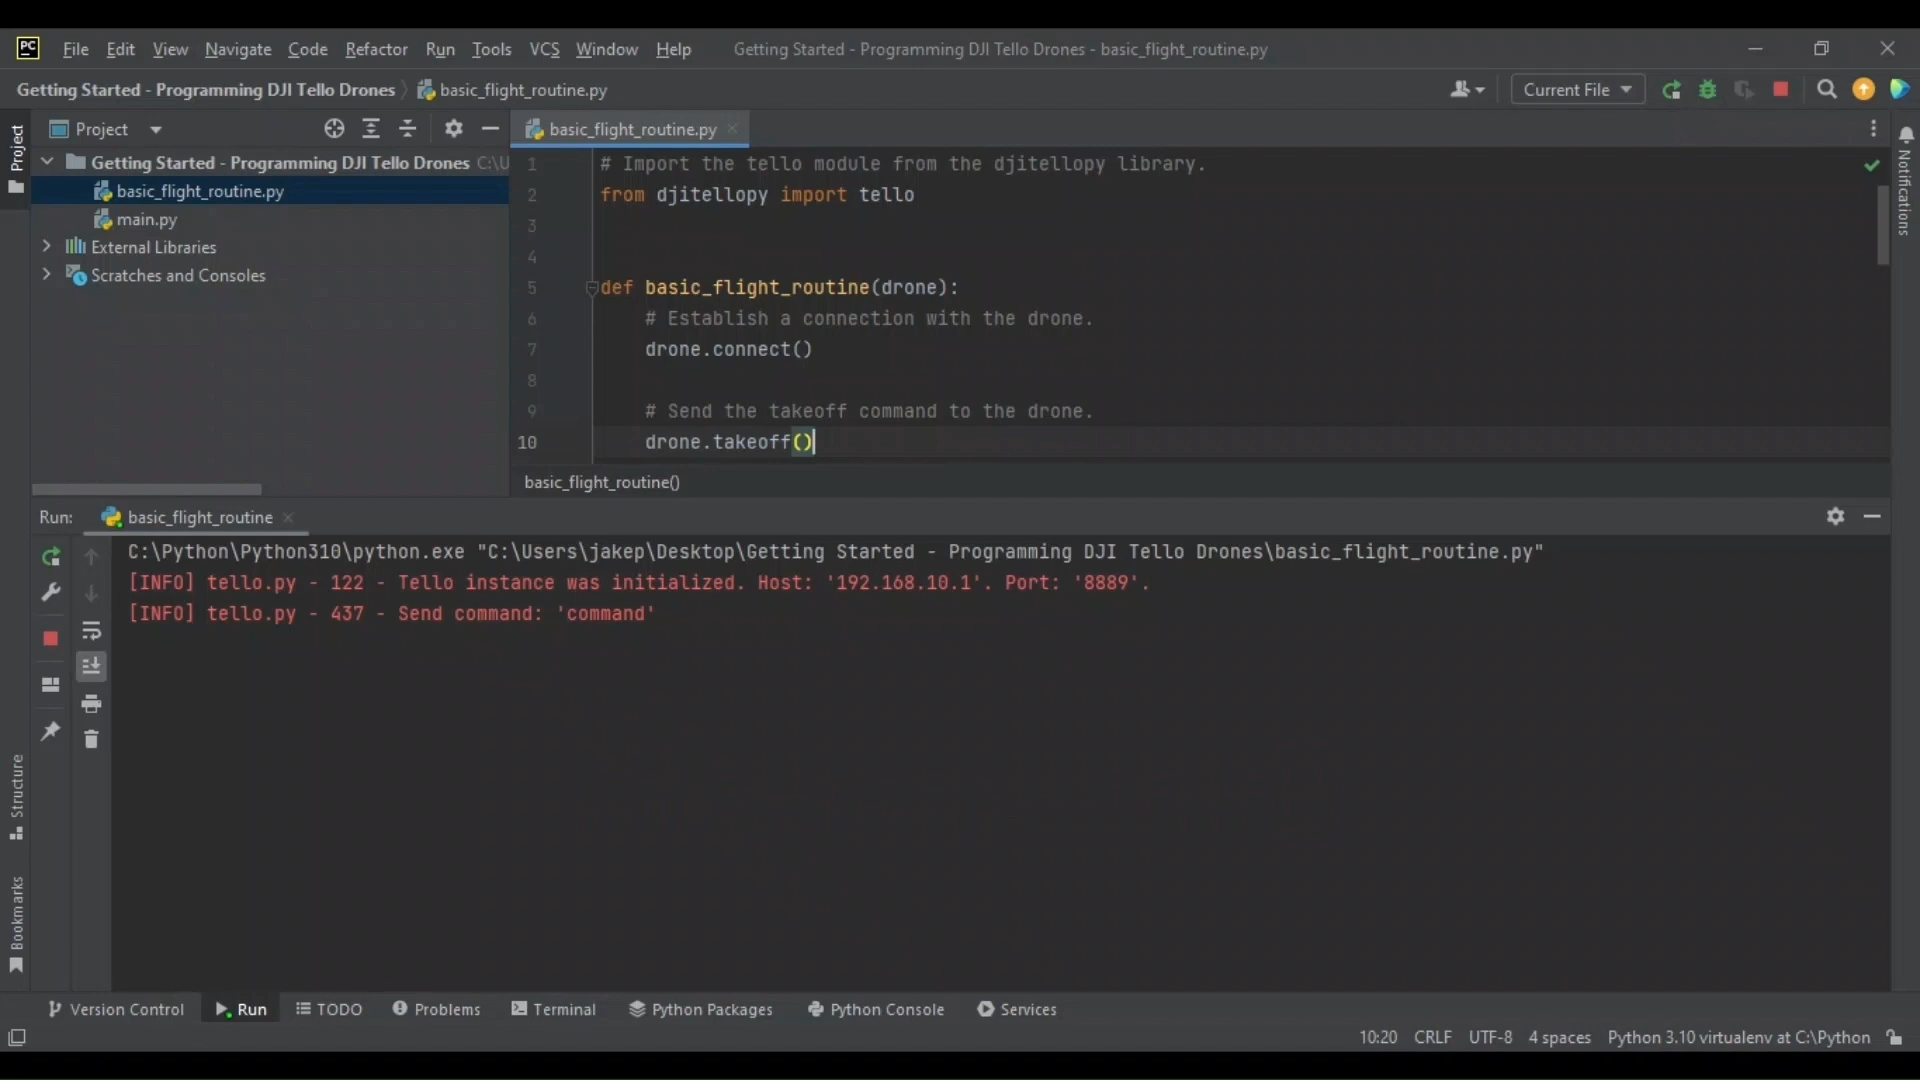 PC File Edit View Navigate Code Refactor Run Tools VCS Window Help Getting Started - Programming DJI Tello Drones - basic_flight_routine.py
Getting Started - Programming DJI Tello Drones basic_flight_routine.py Current File
Project
Project
basic_flight_routine.py
Notifications
Getting Started - Programming DJI Tello Drones C:\U
basic_flight_routine.py
main.py
External Libraries
Scratches and Consoles
1 # Import the tello module from the djitellopy library.
2 from djitellopy import tello
3
4
5 def basic_flight_routine(drone):
6 # Establish a connection with the drone.
7 drone.connect()
8
9 # Send the takeoff command to the drone.
10 drone.takeoff()
basic_flight_routine()
Run: basic_flight_routine
C:\Python\Python310\python.exe "C:\Users\jakep\Desktop\Getting Started - Programming DJI Tello Drones\basic_flight_routine.py"
[INFO] tello.py - 122 - Tello instance was initialized. Host: '192.168.10.1'. Port: '8889'.
[INFO] tello.py - 437 - Send command: 'command'
Structure
Bookmarks
Version Control Run TODO Problems Terminal Python Packages Python Console Services
10:20 CRLF UTF-8 4 spaces Python 3.10 virtualenv at C:\Python